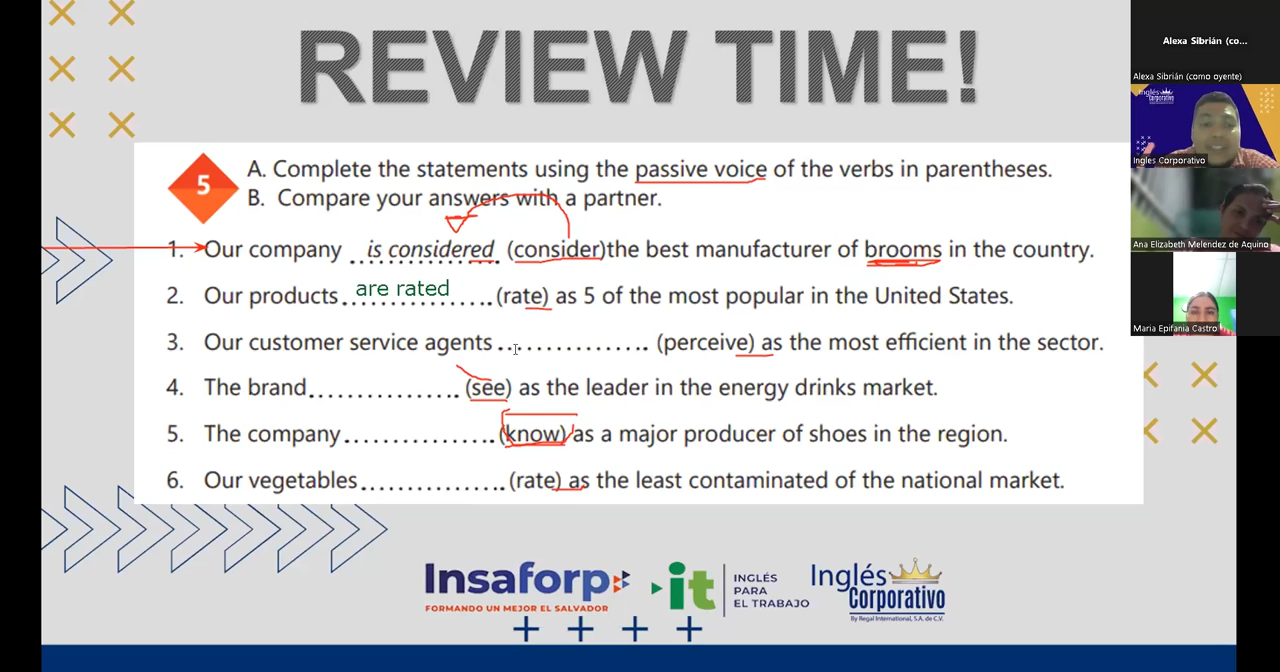 REVIEW TIME!
Alexa Sibrián (co...
Alexa Sibrián (como oyente)
Inglés Corporativo
Ingles Corporativo
Ana Elizabeth Melendez de Aquino
Maria Epifania Castro
5
A. Complete the statements using the passive voice of the verbs in parentheses.
B. Compare your answers with a partner.
1. Our company ..is considered. (consider)the best manufacturer of brooms in the country.
2. Our products are rated (rate) as 5 of the most popular in the United States.
3. Our customer service agents ................ (perceive) as the most efficient in the sector.
4. The brand............... (see) as the leader in the energy drinks market.
5. The company................ (know) as a major producer of shoes in the region.
6. Our vegetables............... (rate) as the least contaminated of the national market.
Insaforp
FORMANDO UN MEJOR EL SALVADOR
it
INGLÉS
PARA
EL TRABAJO
Inglés
Corporativo
By Regal International, S.A. de C.V.